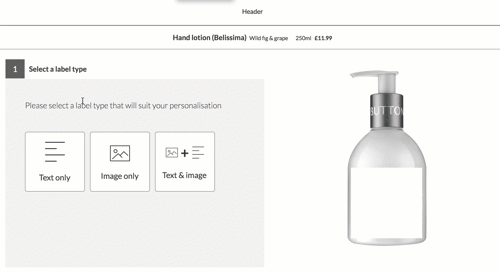 Header
Hand lotion (Belissima) Wild fig & grape 250ml £11.99
1 Select a label type
Please select a label type that will suit your personalisation
Text only
Image only
Text & image
BUTTON